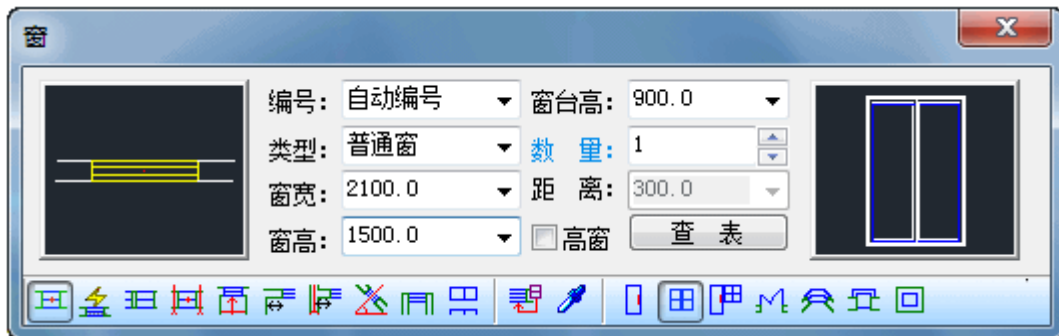 窗
编号： 自动编号 窗台高： 900.0
类型： 普通窗 数 量： 1
窗宽： 2100.0 距 离： 300.0
窗高： 1500.0 高窗 查 表